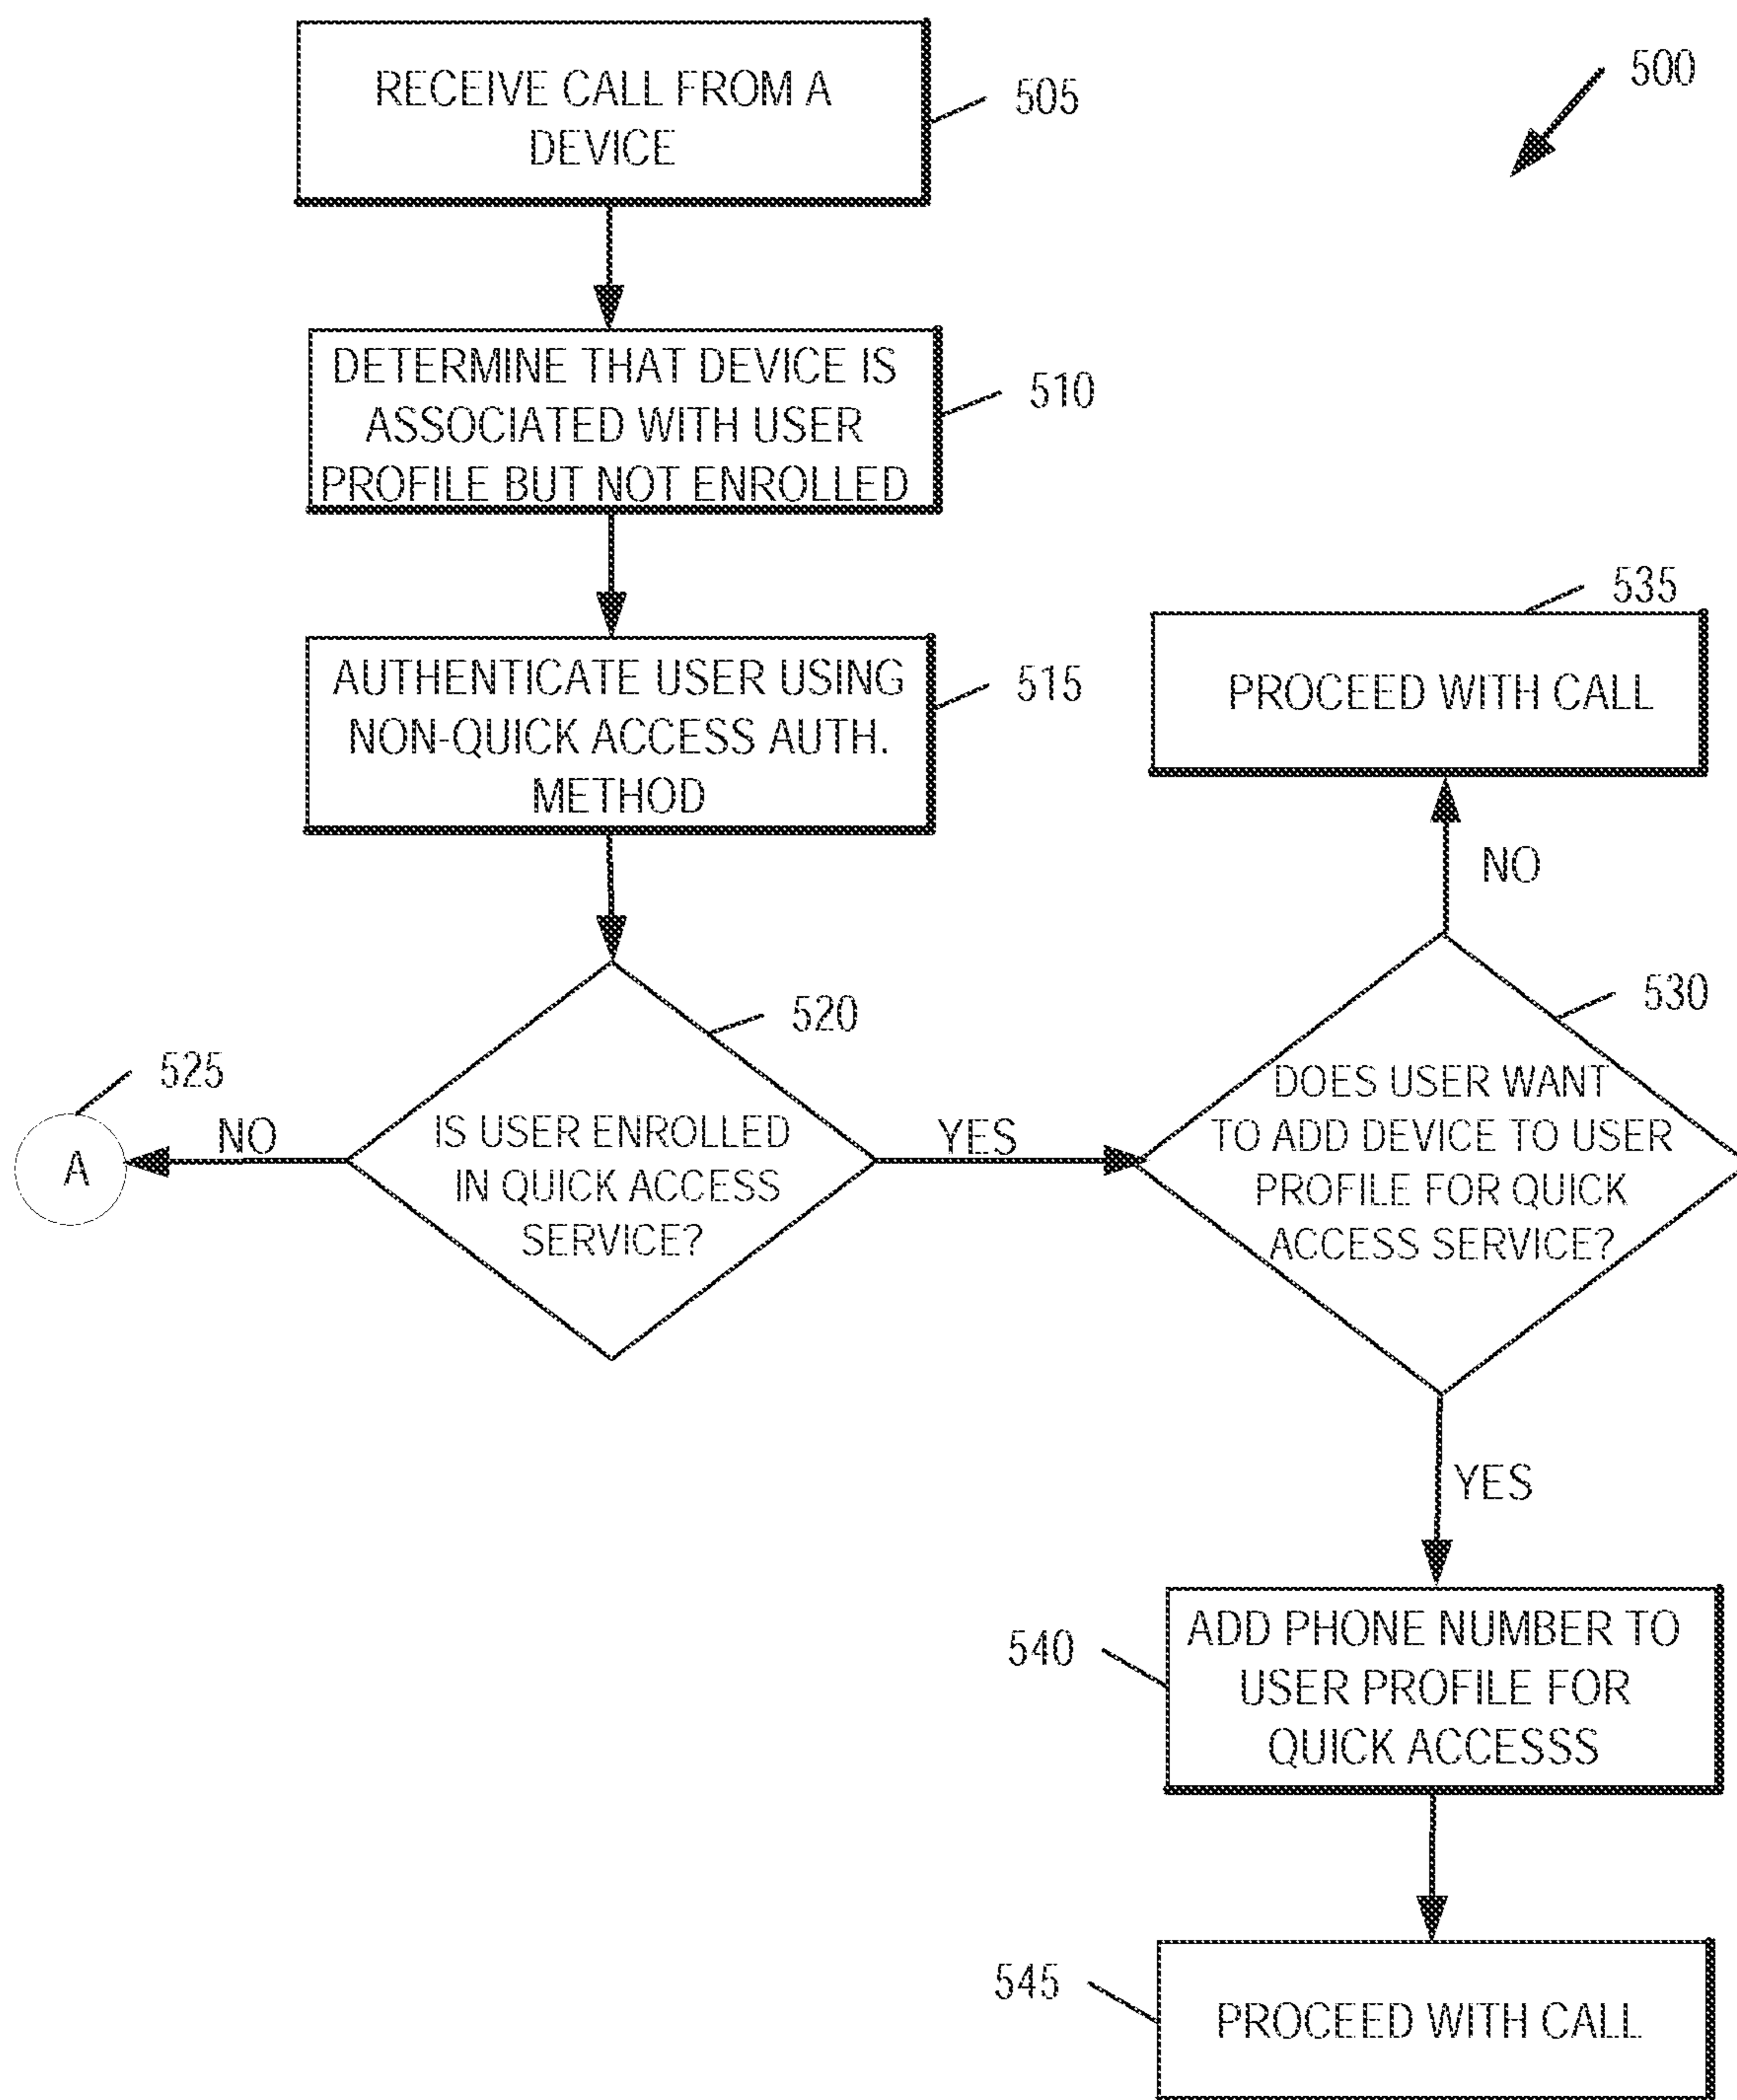 RECEIVE CALL FROM A
DEVICE
505
500
DETERMINE THAT DEVICE IS
ASSOCIATED WITH USER
PROFILE BUT NOT ENROLLED
510
AUTHENTICATE USER USING
NON-QUICK ACCESS AUTH.
METHOD
515
535
PROCEED WITH CALL
NO
520
IS USER ENROLLED
IN QUICK ACCESS
SERVICE?
525
A
NO
YES
530
DOES USER WANT
TO ADD DEVICE TO USER
PROFILE FOR QUICK
ACCESS SERVICE?
YES
540
ADD PHONE NUMBER TO
USER PROFILE FOR
QUICK ACCESSS
545
PROCEED WITH CALL